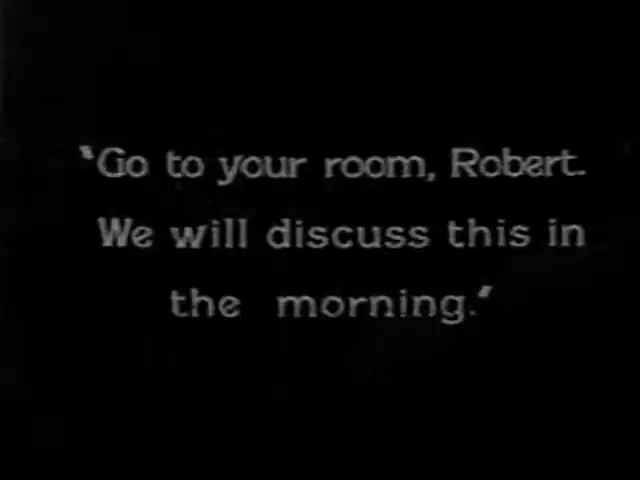 "Go to your room, Robert.
We will discuss this in
the morning."